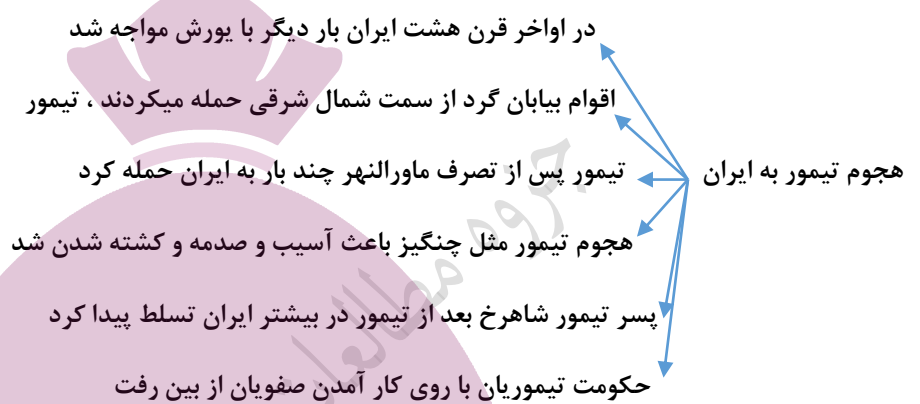 در اواخر قرن هشت ایران بار دیگر با یورش مواجه شد
اقوام بیابان گرد از سمت شمال شرقی حمله میکردند ، تیمور
هجوم تیمور به ایران
تیمور پس از تصرف ماورالنهر چند بار به ایران حمله کرد
هجوم تیمور مثل چنگیز باعث آسیب و صدمه و کشته شدن شد
پسر تیمور شاهرخ بعد از تیمور در بیشتر ایران تسلط پیدا کرد
حکومت تیموریان با روی کار آمدن صفویان از بین رفت
جزوه مطالعا